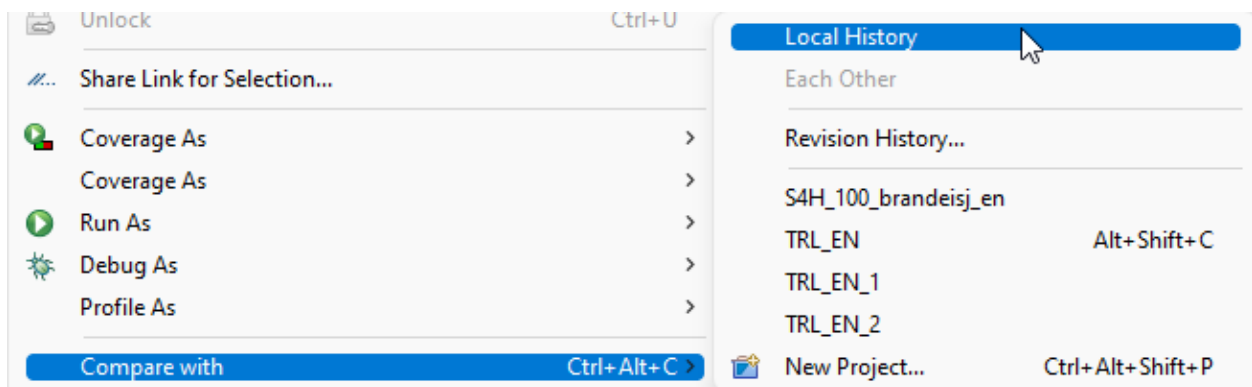 Unlock Ctrl+U
Share Link for Selection...
Coverage As
Coverage As
Run As
Debug As
Profile As
Compare with Ctrl+Alt+C
Local History
Each Other
Revision History...
S4H_100_brandeisj_en
TRL_EN Alt+Shift+C
TRL_EN_1
TRL_EN_2
New Project... Ctrl+Alt+Shift+P